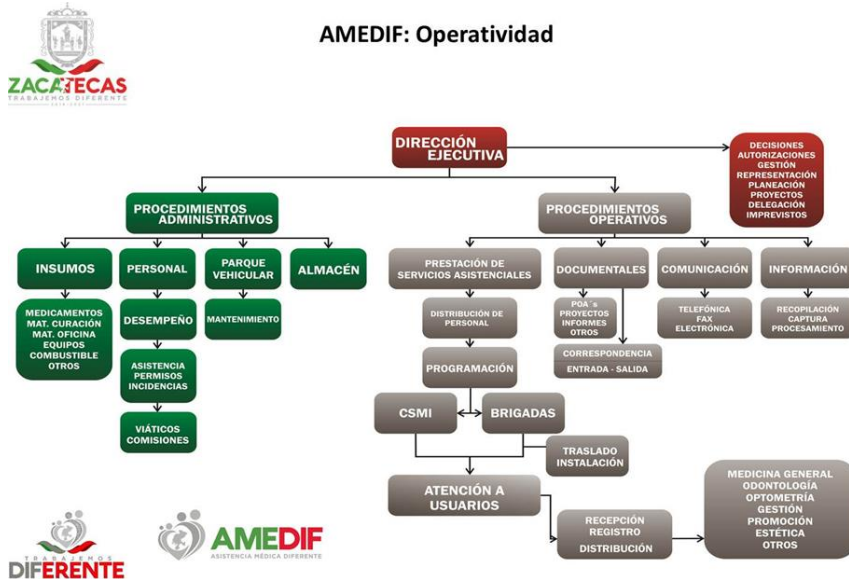 AMEDIF: Operatividad
ZACATECAS
TRABAJEMOS DIFERENTE
DIRECCIÓN
EJECUTIVA
DECISIONES
AUTORIZACIONES
GESTIÓN
REPRESENTACIÓN
PLANEACIÓN
PROYECTOS
DELEGACIÓN
IMPREVISTOS
PROCEDIMIENTOS
ADMINISTRATIVOS
PROCEDIMIENTOS
OPERATIVOS
INSUMOS
PERSONAL
PARQUE
VEHICULAR
ALMACÉN
PRESTACIÓN DE
SERVICIOS ASISTENCIALES
DOCUMENTALES
COMUNICACIÓN
INFORMACIÓN
MEDICAMENTOS
MAT. CURACIÓN
MAT. OFICINA
EQUIPOS
COMBUSTIBLE
OTROS
DESEMPEÑO
MANTENIMIENTO
DISTRIBUCIÓN DE
PERSONAL
POA´s
PROYECTOS
INFORMES
OTROS
TELEFÓNICA
FAX
ELECTRÓNICA
RECOPILACIÓN
CAPTURA
PROCESAMIENTO
ASISTENCIA
PERMISOS
INCIDENCIAS
PROGRAMACIÓN
CORRESPONDENCIA
ENTRADA - SALIDA
VIÁTICOS
COMISIONES
CSMI
BRIGADAS
TRASLADO
INSTALACIÓN
ATENCIÓN A
USUARIOS
RECEPCIÓN
REGISTRO
DISTRIBUCIÓN
MEDICINA GENERAL
ODONTOLOGÍA
OPTOMETRÍA
GESTIÓN
PROMOCIÓN
ESTÉTICA
OTROS
TRABAJEMOS
DIFERENTE
AMEDIF
ASISTENCIA MÉDICA DIFERENTE